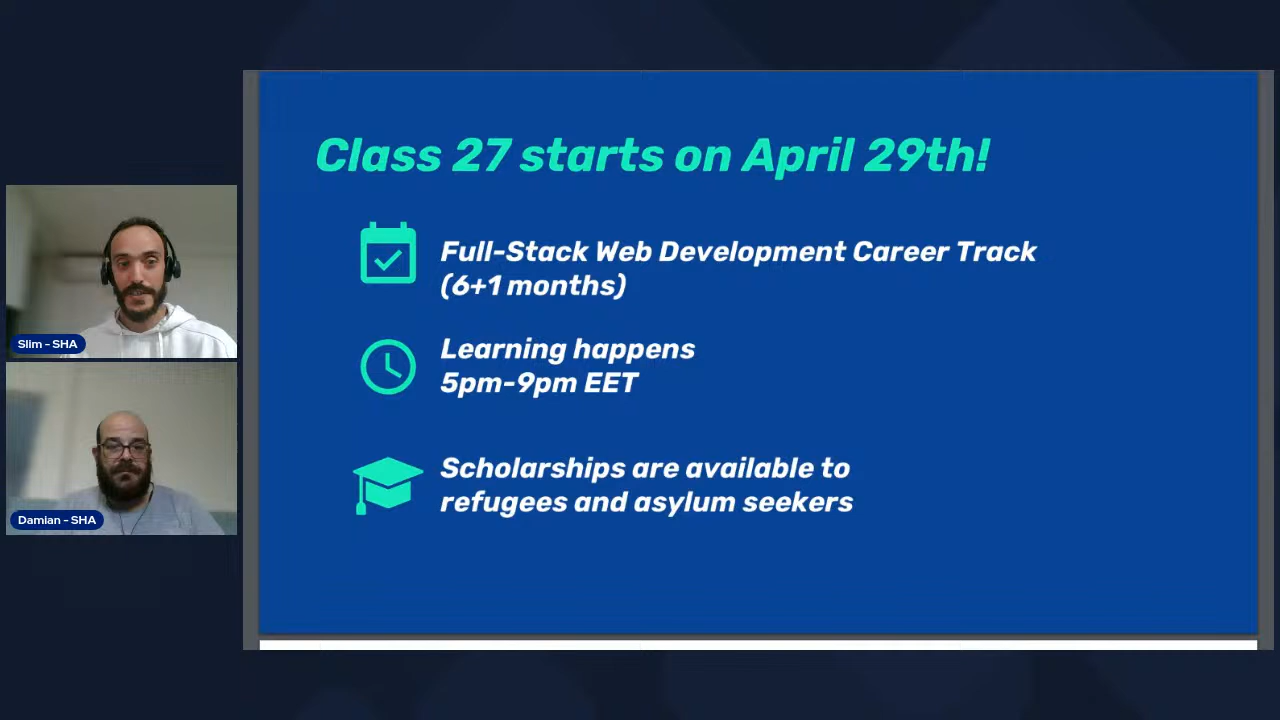 Class 27 starts on April 29th!
Full-Stack Web Development Career Track
(6+1 months)
Learning happens
5pm-9pm EET
Scholarships are available to
refugees and asylum seekers
Slim - SHA
Damian - SHA